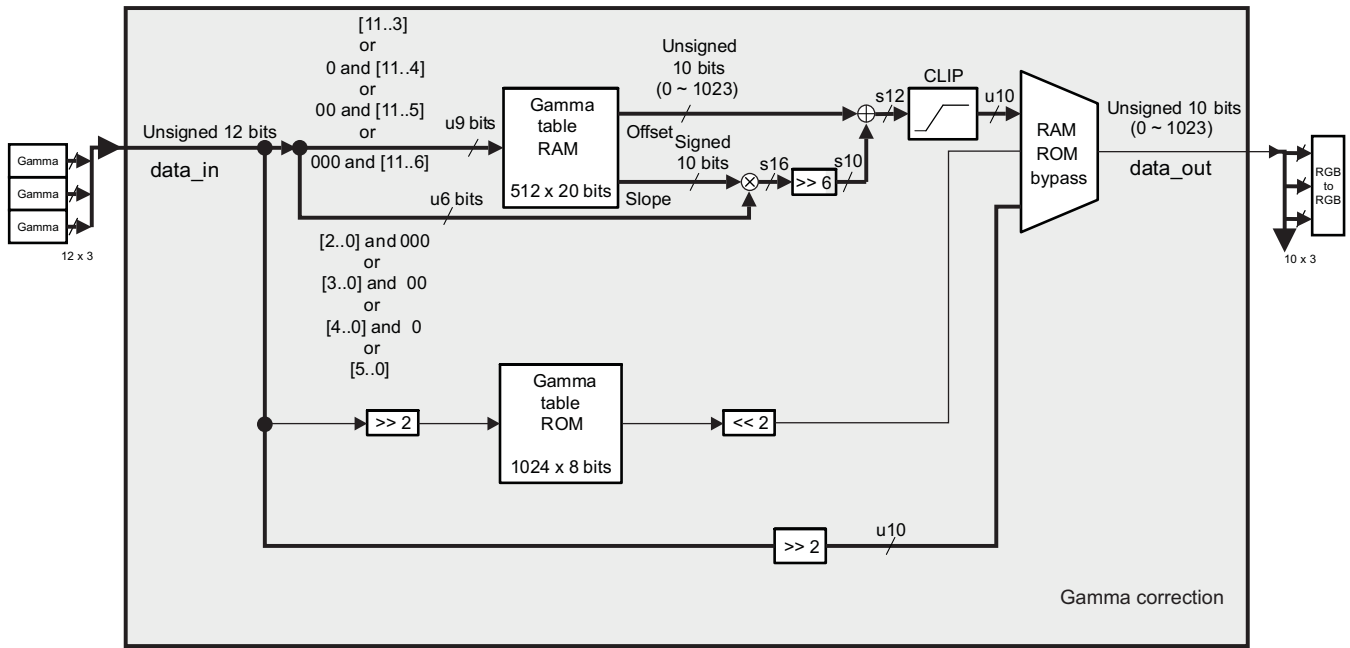 [11..3]
or
0 and [11..4]
or
00 and [11..5]
or
000 and [11..6]
Unsigned 12 bits
data_in
Gamma
Gamma
Gamma
12 x 3
u9 bits
u6 bits
Gamma
table
RAM
512 x 20 bits
Unsigned
10 bits
(0 ~ 1023)
Offset
Signed
10 bits
Slope
s16
>> 6
s10
s12
CLIP
u10
RAM
ROM
bypass
Unsigned 10 bits
(0 ~ 1023)
data_out
RGB
to
RGB
10 x 3
[2..0] and 000
or
[3..0] and 00
or
[4..0] and 0
or
[5..0]
>> 2
Gamma
table
ROM
1024 x 8 bits
<< 2
>> 2
u10
Gamma correction